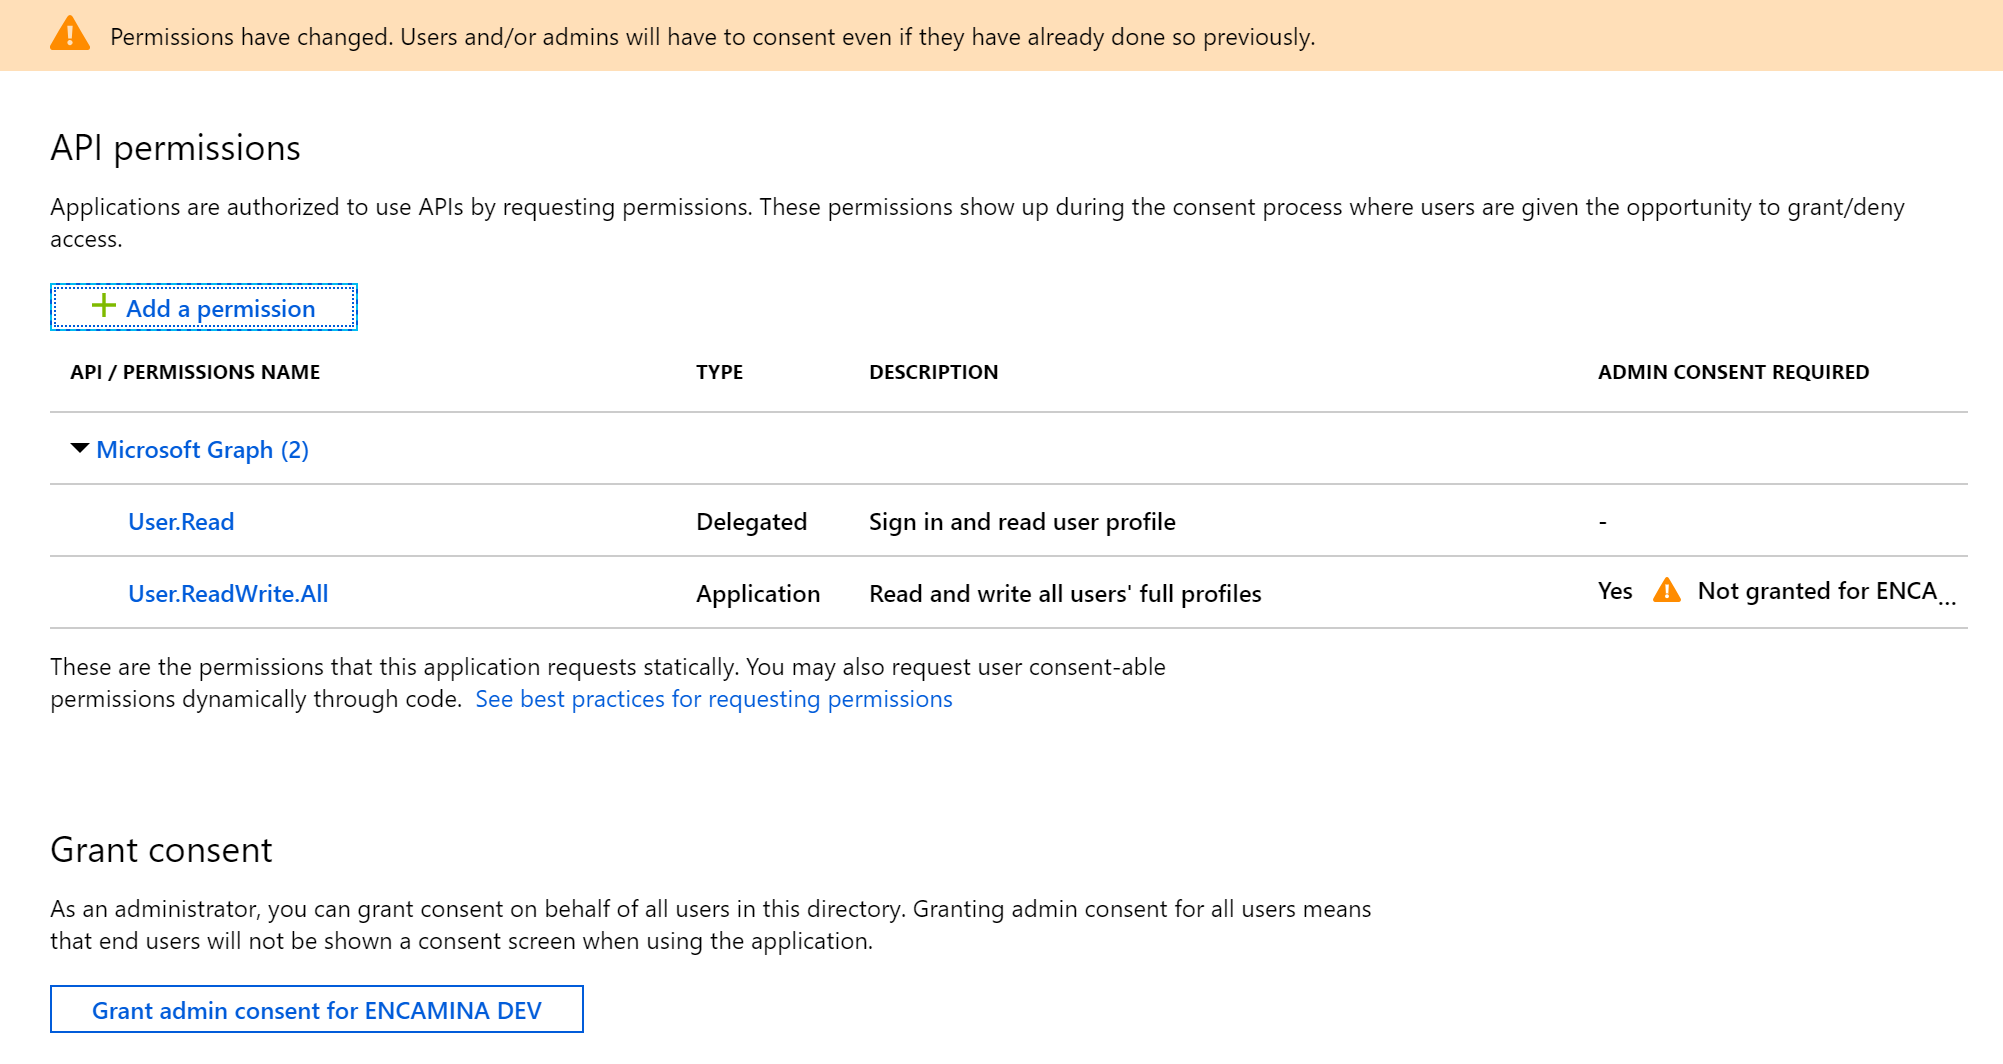 Permissions have changed. Users and/or admins will have to consent even if they have already done so previously.
API permissions
Applications are authorized to use APIs by requesting permissions. These permissions show up during the consent process where users are given the opportunity to grant/deny
access.
Add a permission
API / PERMISSIONS NAME TYPE DESCRIPTION ADMIN CONSENT REQUIRED
Microsoft Graph (2)
User.Read Delegated Sign in and read user profile -
User.ReadWrite.All Application Read and write all users' full profiles Yes Not granted for ENCA...
These are the permissions that this application requests statically. You may also request user consent-able
permissions dynamically through code. See best practices for requesting permissions
Grant consent
As an administrator, you can grant consent on behalf of all users in this directory. Granting admin consent for all users means
that end users will not be shown a consent screen when using the application.
Grant admin consent for ENCAMINA DEV